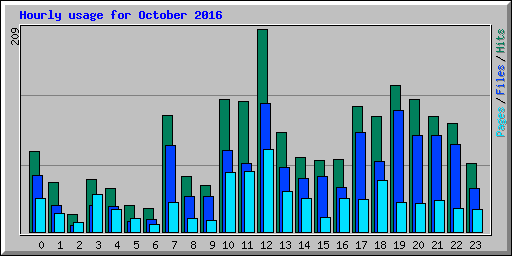 Hourly usage for October 2016
209
Pages / Files / Hits
0 1 2 3 4 5 6 7 8 9 10 11 12 13 14 15 16 17 18 19 20 21 22 23